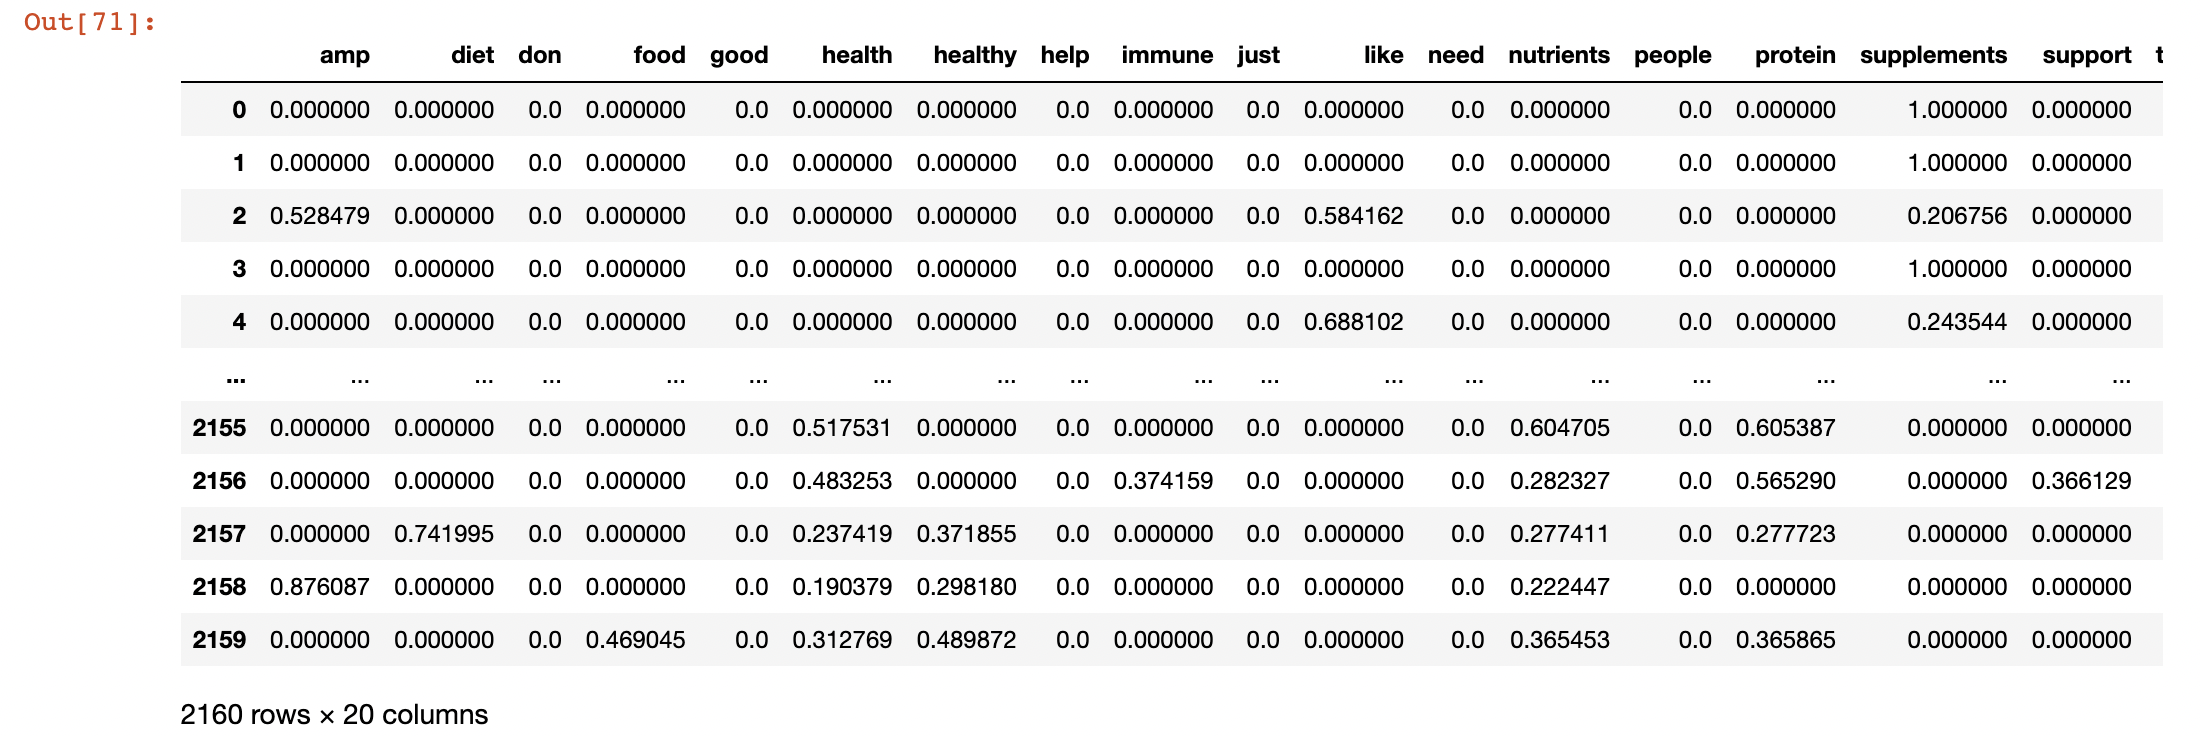 Out[71]:
amp diet don food good health healthy help immune just like need nutrients people protein supplements support t
0 0.000000 0.000000 0.0 0.000000 0.0 0.000000 0.000000 0.0 0.000000 0.0 0.000000 0.0 0.000000 0.0 0.000000 1.000000 0.000000
1 0.000000 0.000000 0.0 0.000000 0.0 0.000000 0.000000 0.0 0.000000 0.0 0.000000 0.0 0.000000 0.0 0.000000 1.000000 0.000000
2 0.528479 0.000000 0.0 0.000000 0.0 0.000000 0.000000 0.0 0.000000 0.0 0.584162 0.0 0.000000 0.0 0.000000 0.206756 0.000000
3 0.000000 0.000000 0.0 0.000000 0.0 0.000000 0.000000 0.0 0.000000 0.0 0.000000 0.0 0.000000 0.0 0.000000 1.000000 0.000000
4 0.000000 0.000000 0.0 0.000000 0.0 0.000000 0.000000 0.0 0.000000 0.0 0.688102 0.0 0.000000 0.0 0.000000 0.243544 0.000000
... ... ... ... ... ... ... ... ... ... ... ... ... ... ... ... ... ...
2155 0.000000 0.000000 0.0 0.000000 0.0 0.517531 0.000000 0.0 0.000000 0.0 0.000000 0.0 0.604705 0.0 0.605387 0.000000 0.000000
2156 0.000000 0.000000 0.0 0.000000 0.0 0.483253 0.000000 0.0 0.374159 0.0 0.000000 0.0 0.282327 0.0 0.565290 0.000000 0.366129
2157 0.000000 0.741995 0.0 0.000000 0.0 0.237419 0.371855 0.0 0.000000 0.0 0.000000 0.0 0.277411 0.0 0.277723 0.000000 0.000000
2158 0.876087 0.000000 0.0 0.000000 0.0 0.190379 0.298180 0.0 0.000000 0.0 0.000000 0.0 0.222447 0.0 0.000000 0.000000 0.000000
2159 0.000000 0.000000 0.0 0.469045 0.0 0.312769 0.489872 0.0 0.000000 0.0 0.000000 0.0 0.365453 0.0 0.365865 0.000000 0.000000
2160 rows × 20 columns